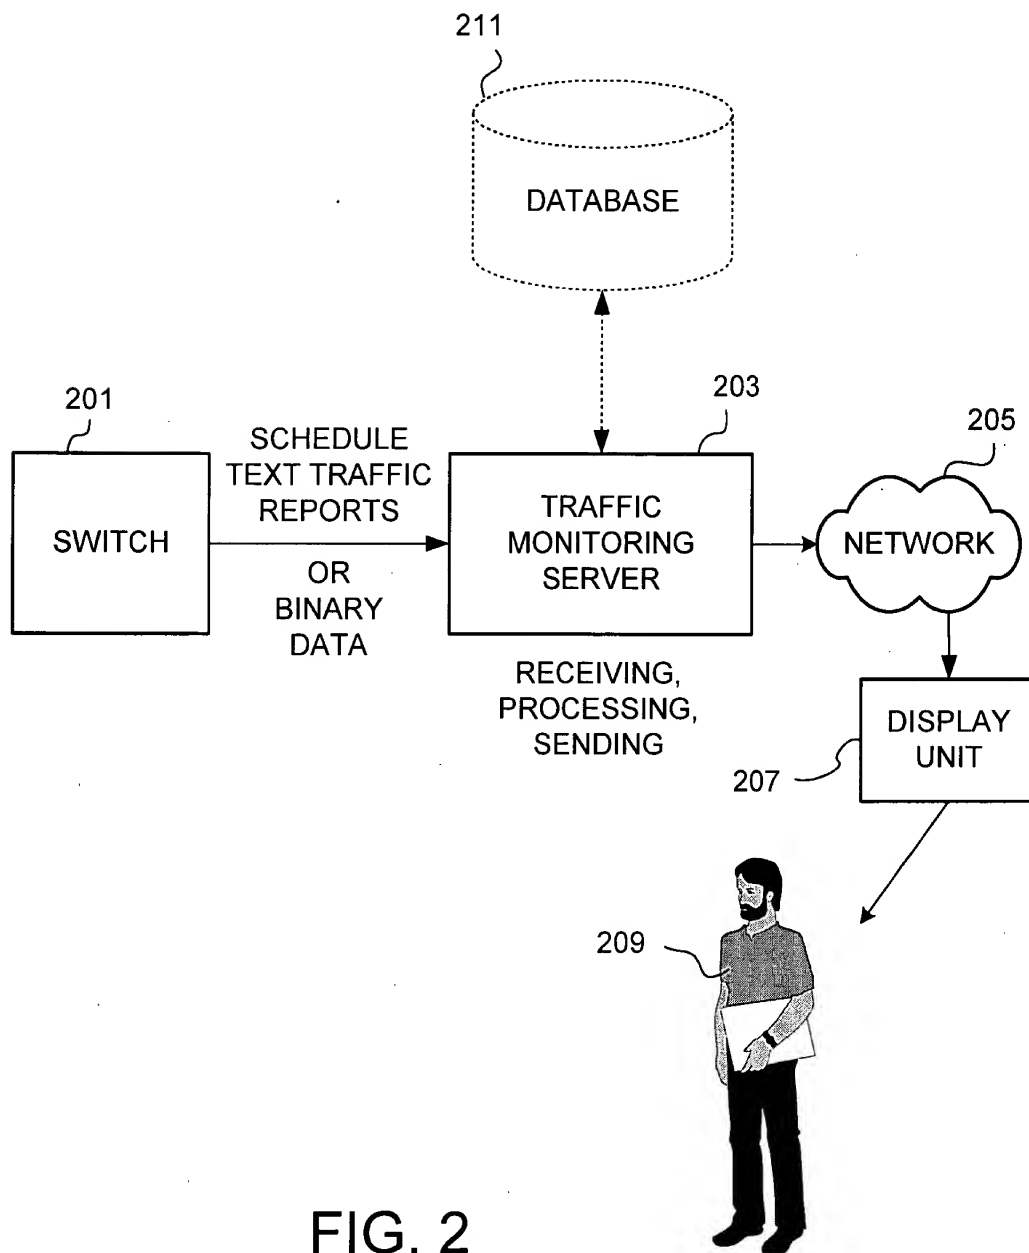 211
DATABASE
201
203
205
SCHEDULE
TEXT TRAFFIC
REPORTS
SWITCH
OR
BINARY
DATA
TRAFFIC
MONITORING
SERVER
NETWORK
RECEIVING,
PROCESSING,
SENDING
DISPLAY
UNIT
207
209
FIG. 2